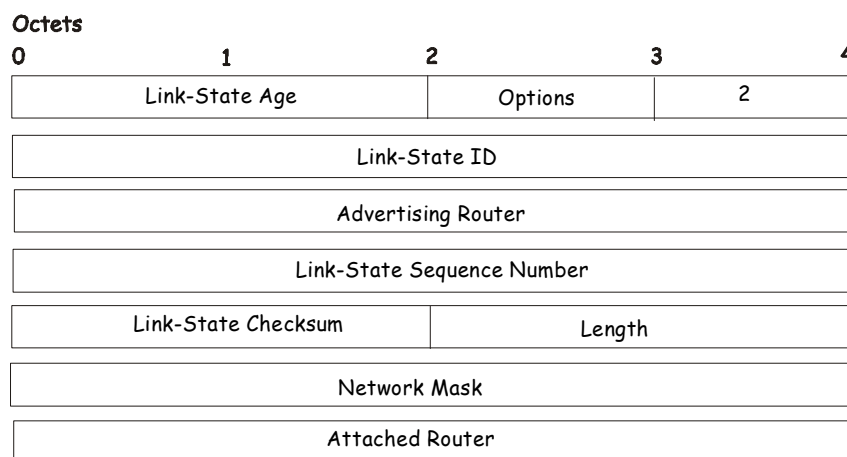 Octets
0 1 2 3 4
Link-State Age Options 2
Link-State ID
Advertising Router
Link-State Sequence Number
Link-State Checksum Length
Network Mask
Attached Router